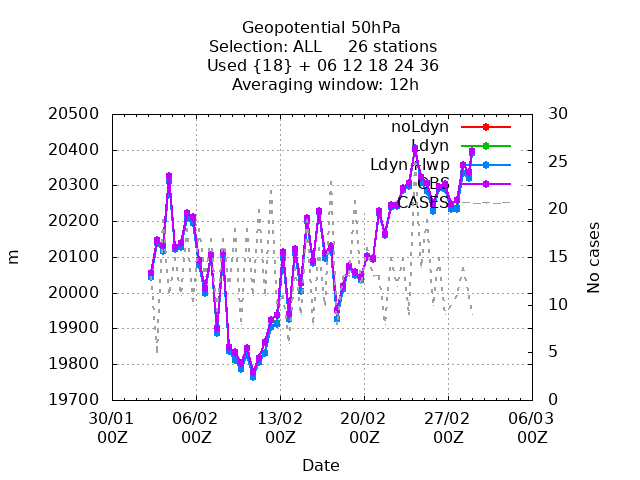 Geopotential 50hPa
Selection: ALL 26 stations
Used {18} + 06 12 18 24 36
Averaging window: 12h
20500
20400
20300
20200
20100
20000
19900
19800
19700
m
30
25
20
15
10
5
0
No cases
noLdyn
Ldyn
Ldyn+lwp
OBS
CASES
30/01 06/02 13/02 20/02 27/02 06/03
00Z 00Z 00Z 00Z 00Z 00Z
Date